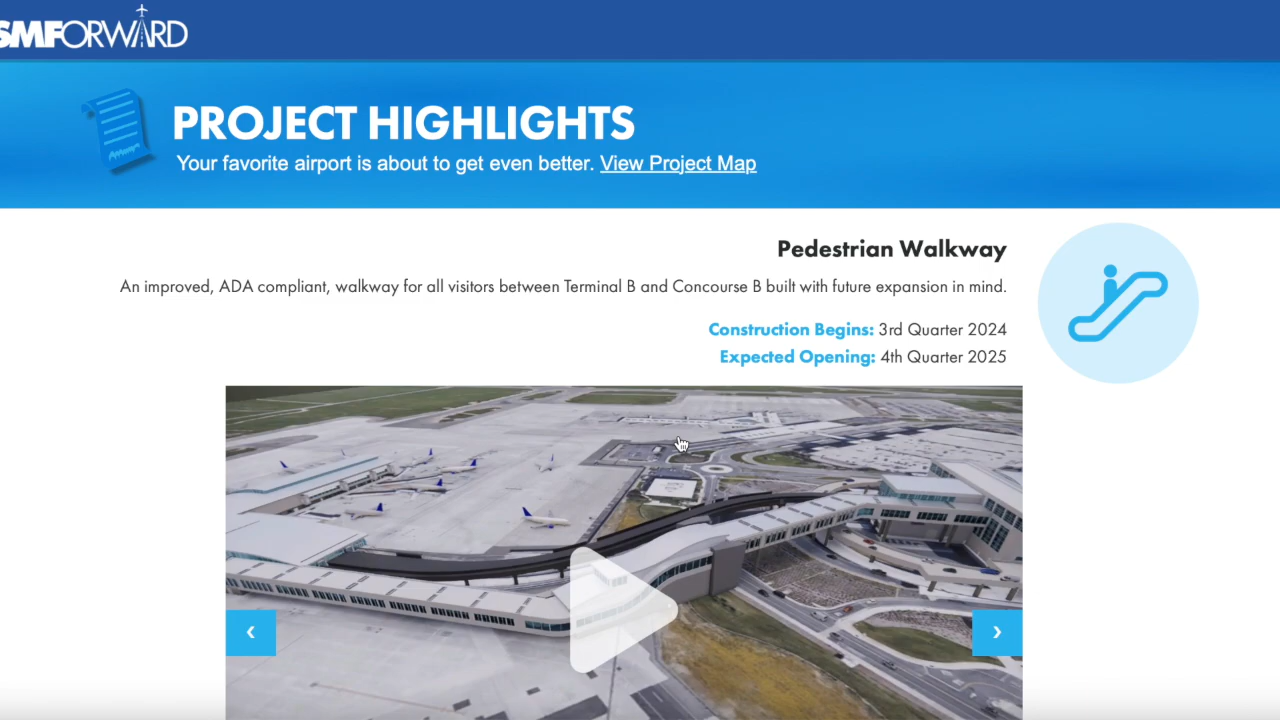 SMFORWARD
PROJECT HIGHLIGHTS
Your favorite airport is about to get even better. View Project Map
Pedestrian Walkway
An improved, ADA compliant, walkway for all visitors between Terminal B and Concourse B built with future expansion in mind.
Construction Begins: 3rd Quarter 2024
Expected Opening: 4th Quarter 2025